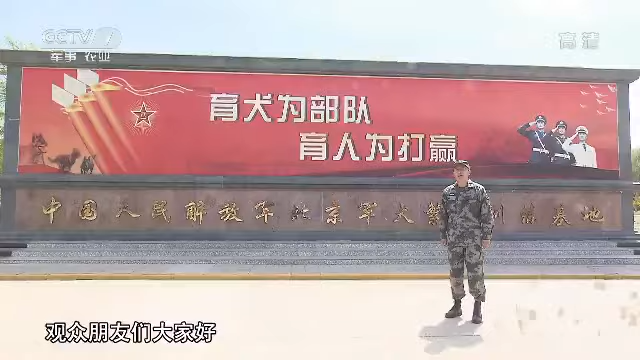 CCTV 7
军事 农业
高清
育犬为部队
育人为打赢
中国人民解放军北京军犬繁育训练基地
观众朋友们大家好